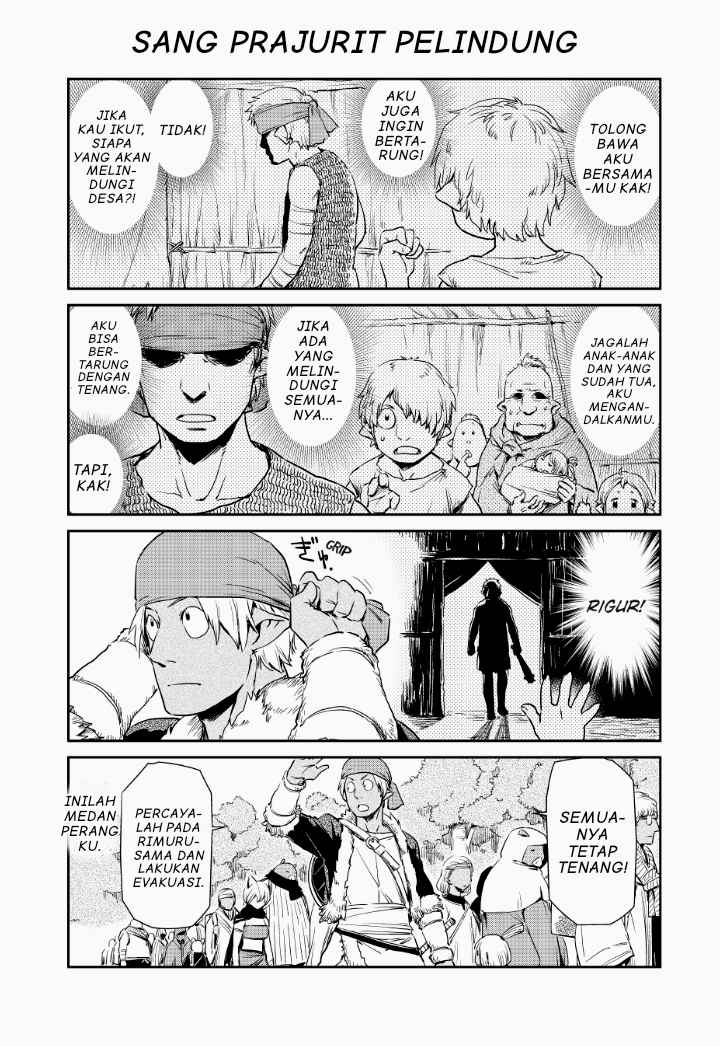 SANG PRAJURIT PELINDUNG
TOLONG
BAWA
AKU
BERSAMA
-MU KAK!
AKU
JUGA
INGIN
BERTA-
RUNG!
TIDAK!
JIKA
KAU IKUT,
SIAPA
YANG AKAN
MELIN-
DUNGI
DESA?!
JAGALAH
ANAK-ANAK
DAN YANG
SUDAH TUA,
AKU
MENGAN-
DALKANMU.
JIKA
ADA
YANG
MELIN-
DUNGI
SEMUA-
NYA...
AKU
BISA
BER-
TARUNG
DENGAN
TENANG.
TAPI,
KAK!
RIGUR!
ぎゅ
GRIP
SEMUA-
NYA
TETAP
TENANG!
PERCAYA-
LAH PADA
RIMURU-
SAMA DAN
LAKUKAN
EVAKUASI.
INILAH
MEDAN
PERANG
KU.